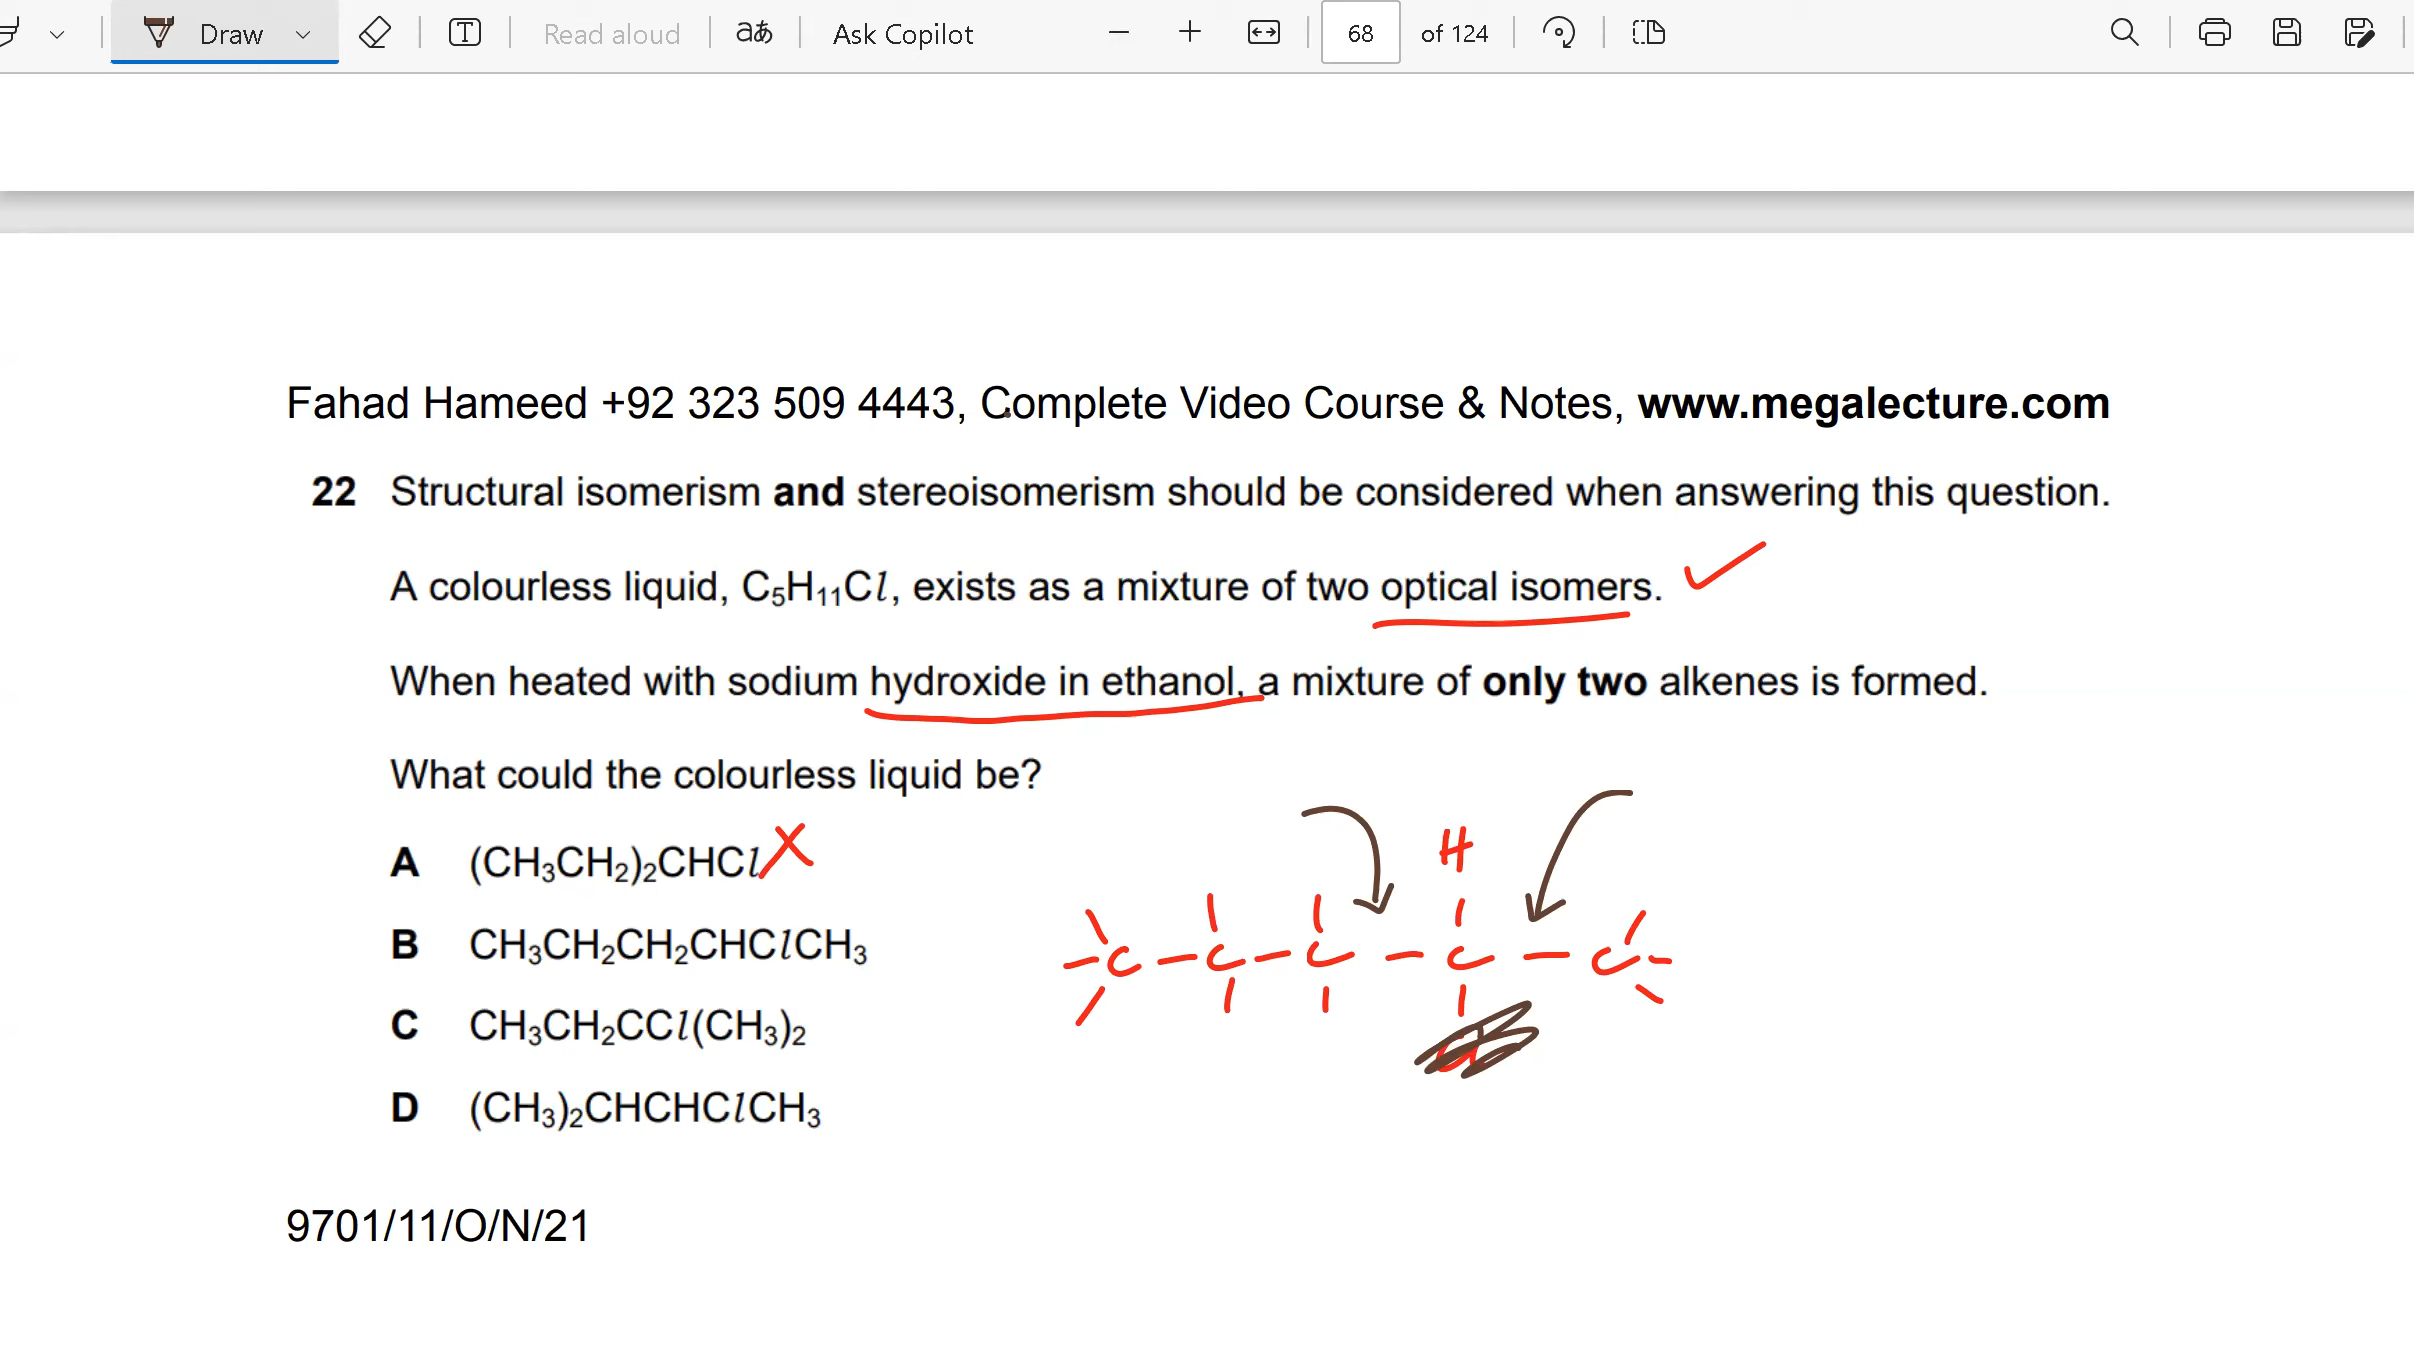 Draw
Read aloud
aあ
Ask Copilot
68 of 124
Fahad Hameed +92 323 509 4443, Complete Video Course & Notes, www.megalecture.com
22 Structural isomerism and stereoisomerism should be considered when answering this question.
A colourless liquid, C₅H₁₁Cl, exists as a mixture of two optical isomers.
When heated with sodium hydroxide in ethanol, a mixture of only two alkenes is formed.
What could the colourless liquid be?
A (CH₃CH₂)₂CHCl
B CH₃CH₂CH₂CHClCH₃
C CH₃CH₂CCl(CH₃)₂
D (CH₃)₂CHCHClCH₃
H
C - C - C - C - C
9701/11/O/N/21